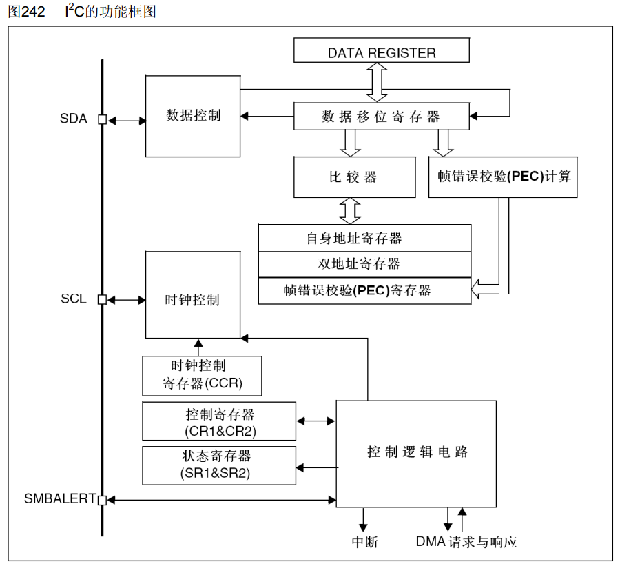 图242 I²C的功能框图
DATA REGISTER
SDA
数据控制
数据移位寄存器
比较器
帧错误校验(PEC)计算
自身地址寄存器
双地址寄存器
帧错误校验(PEC)寄存器
SCL
时钟控制
时钟控制
寄存器(CCR)
控制寄存器
(CR1&CR2)
状态寄存器
(SR1&SR2)
控制逻辑电路
SMBALERT
中断
DMA 请求与响应